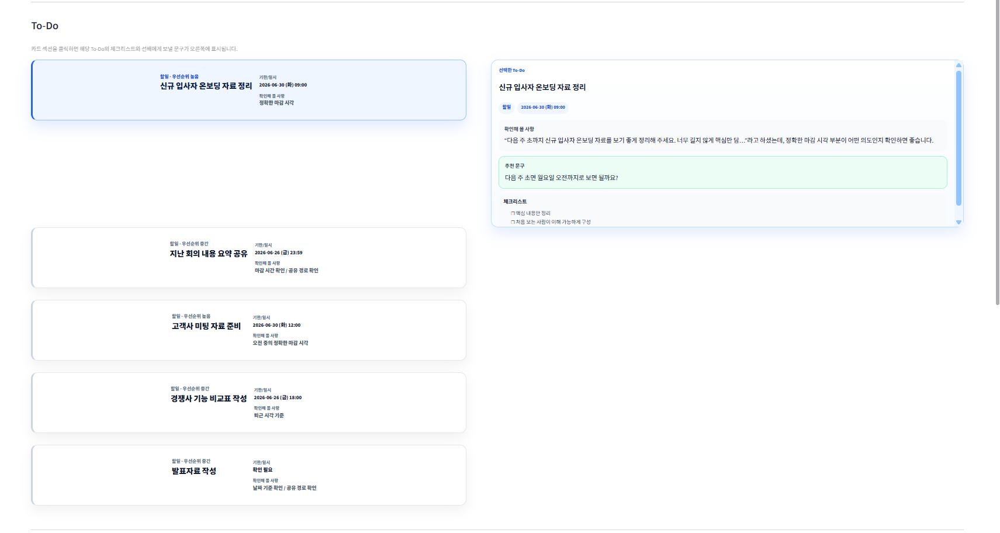 To-Do
카드 섹션을 클릭하면 해당 To-Do의 체크리스트와 선배에게 보낼 문구가 오른쪽에 표시됩니다.
할일 · 우선순위 높음
신규 입사자 온보딩 자료 정리
기한/일시
2026-06-30 (화) 09:00
확인해 볼 사항
정확한 마감 시각
지난 회의 내용 요약 공유
할일 · 우선순위 중간
기한/일시
2026-06-26 (금) 23:59
확인해 볼 사항
마감 시간 확인 / 공유 경로 확인
할일 · 우선순위 높음
고객사 미팅 자료 준비
기한/일시
2026-06-30 (화) 12:00
확인해 볼 사항
오전 중의 정확한 마감 시각
할일 · 우선순위 중간
경쟁사 기능 비교표 작성
기한/일시
2026-06-26 (금) 18:00
확인해 볼 사항
퇴근 시각 기준
할일 · 우선순위 중간
발표자료 작성
기한/일시
확인 필요
확인해 볼 사항
날짜 기준 확인 / 공유 경로 확인
선택한 To-Do
신규 입사자 온보딩 자료 정리
할일
2026-06-30 (화) 09:00
확인해 볼 사항
“다음 주 초까지 신규 입사자 온보딩 자료를 보기 좋게 정리해 주세요. 너무 길지 않게 핵심만 담…”라고 하셨는데, 정확한 마감 시각 부분이 어떤 의도인지 확인하면 좋습니다.
추천 문구
다음 주 초면 월요일 오전까지로 보면 될까요?
체크리스트
☐ 핵심 내용만 정리
☐ 처음 보는 사람이 이해 가능하게 구성